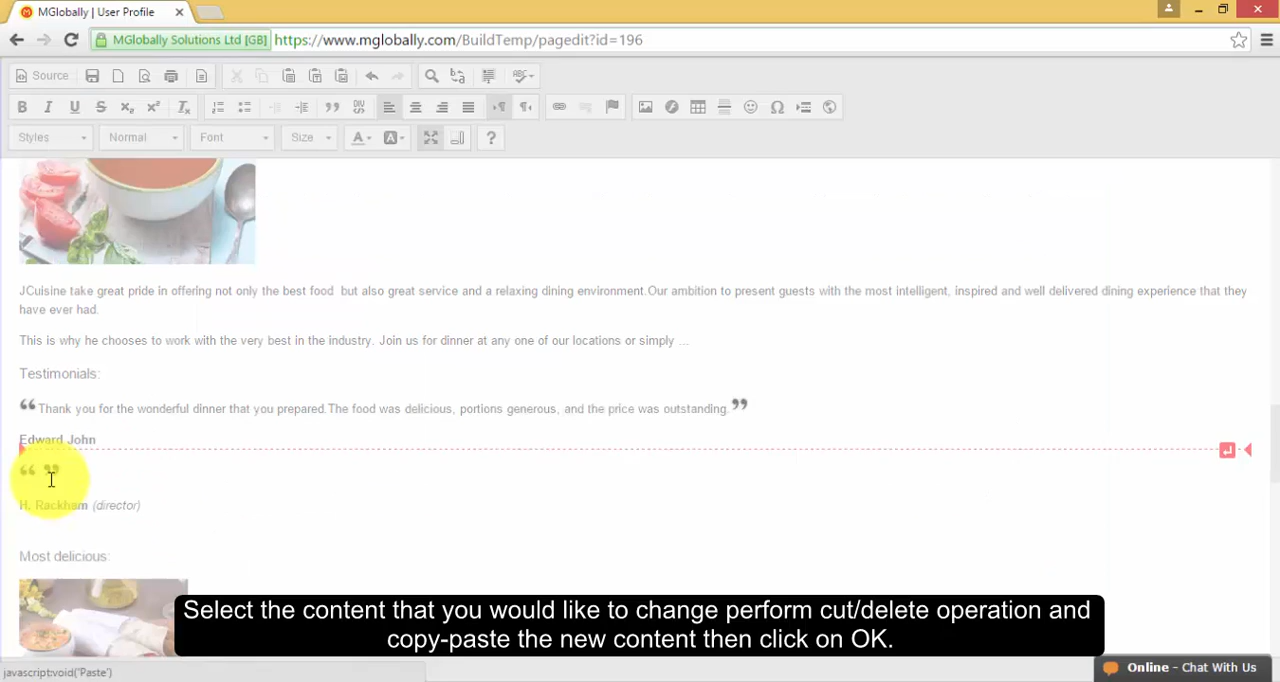 MGlobally | User Profile
MGlobally Solutions Ltd [GB]
https://www.mglobally.com/BuildTemp/pagedit?id=196
Source
B I U S x₂ x² Tx
DIV
ABC
Styles Normal Font Size A A ?
JCuisine take great pride in offering not only the best food but also great service and a relaxing dining environment.Our ambition to present guests with the most intelligent, inspired and well delivered dining experience that they
have ever had.
This is why he chooses to work with the very best in the industry. Join us for dinner at any one of our locations or simply ...
Testimonials:
“Thank you for the wonderful dinner that you prepared.The food was delicious, portions generous, and the price was outstanding.”
Edward John
“ ”
H. Rackham (director)
Most delicious:
Select the content that you would like to change perform cut/delete operation and
copy-paste the new content then click on OK.
javascript:void('Paste')
Online - Chat With Us